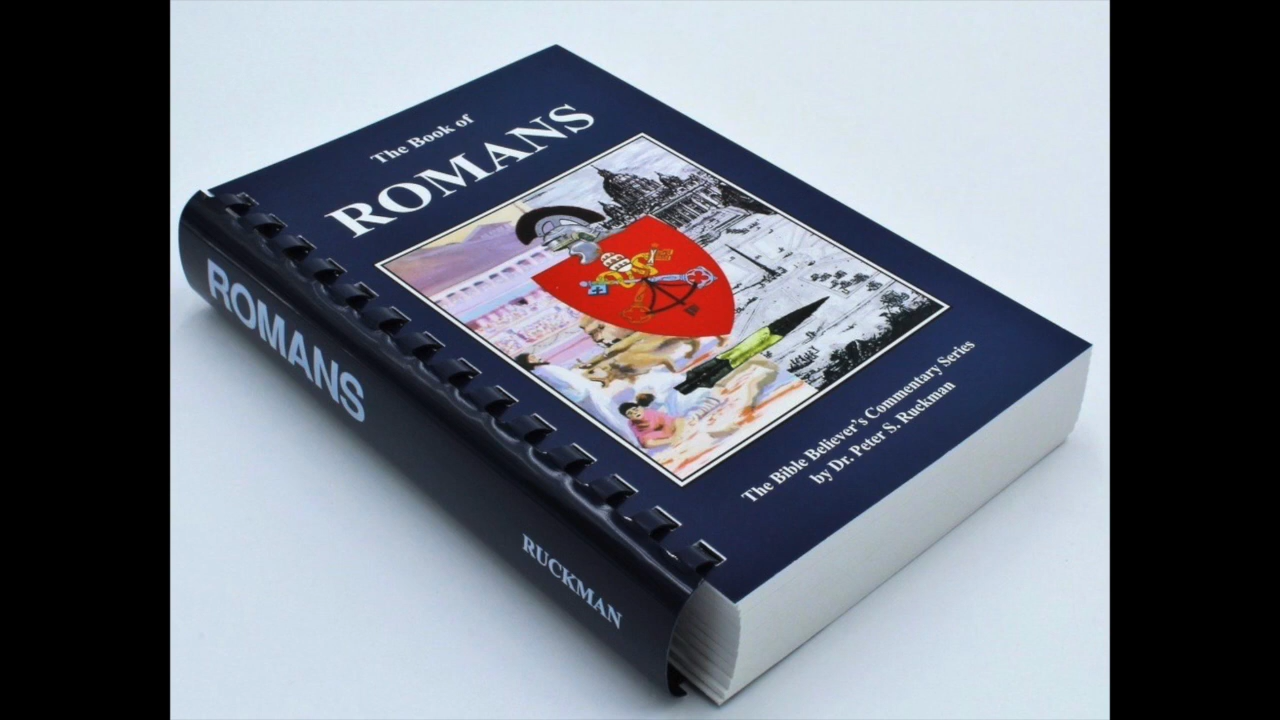 The Book of
ROMANS
The Bible Believer's Commentary Series
by Dr. Peter S. Ruckman
ROMANS
RUCKMAN